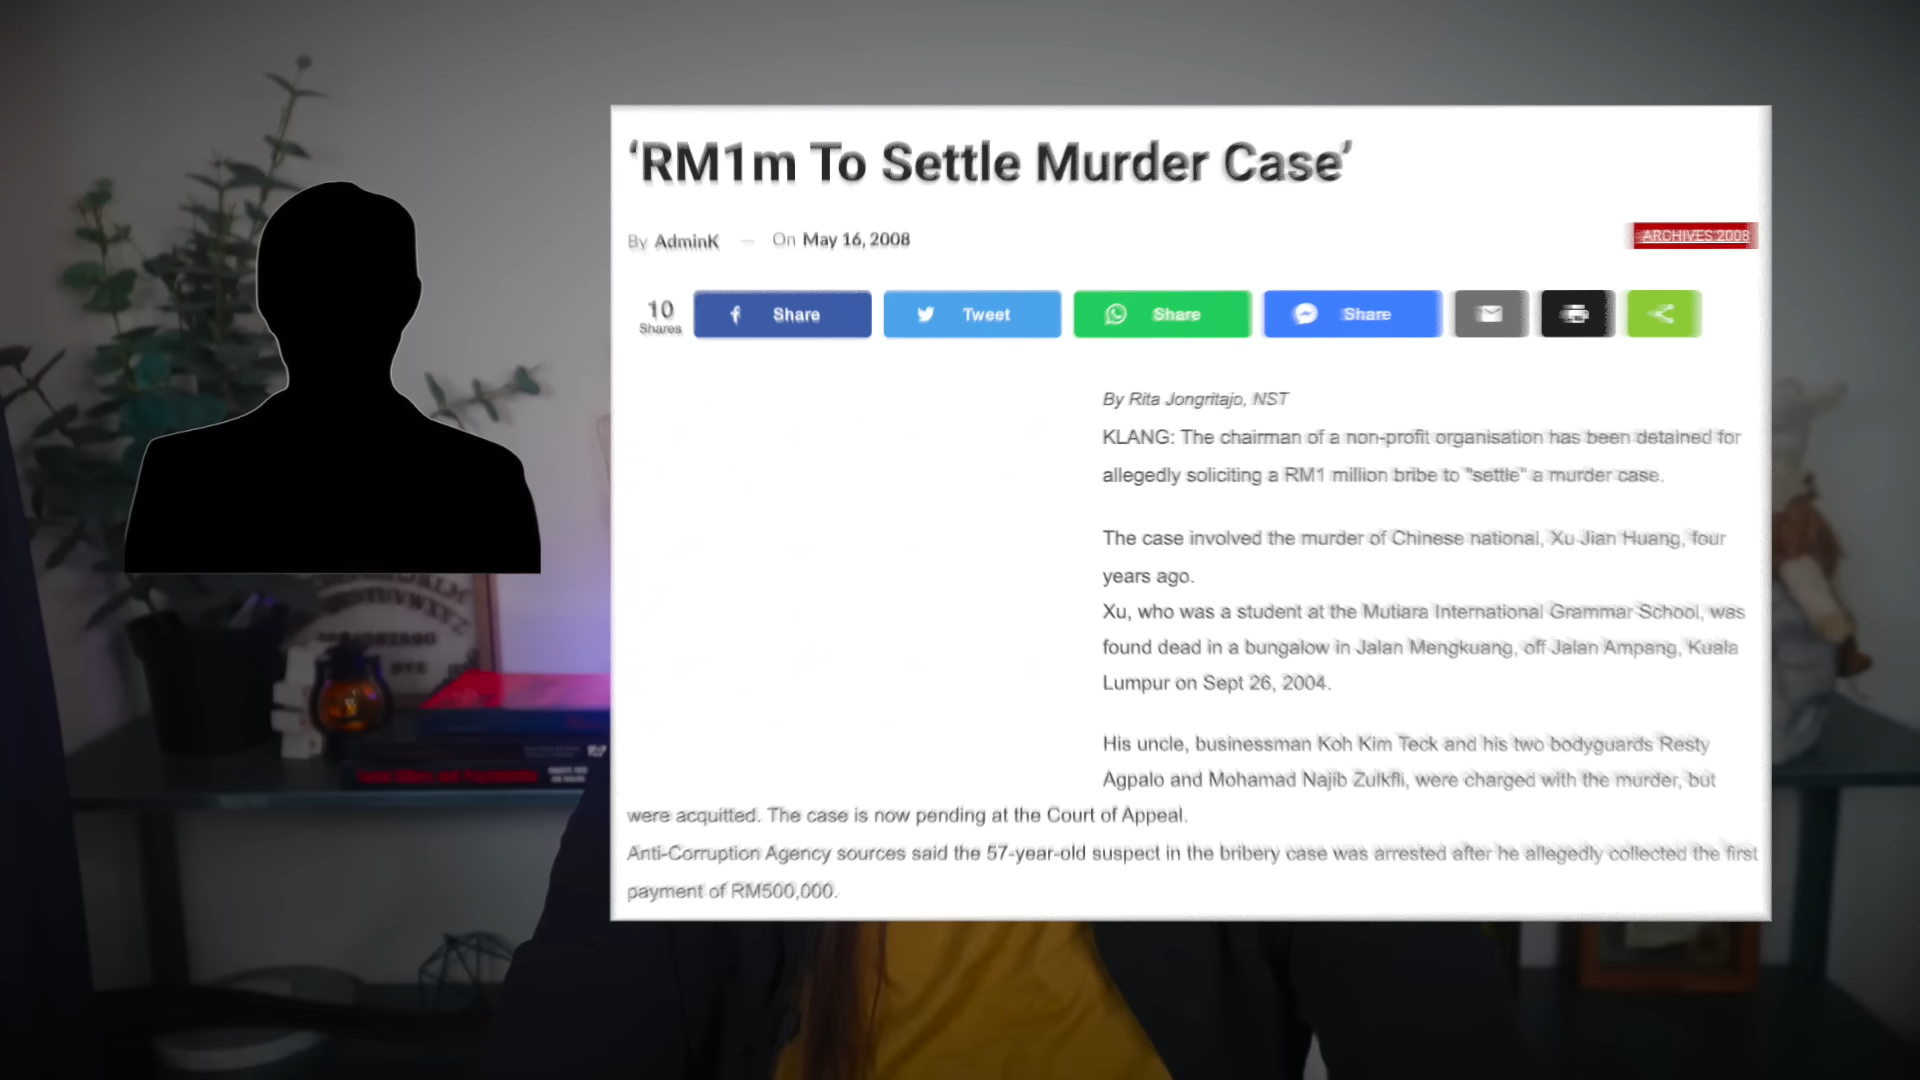 ‘RM1m To Settle Murder Case’
By AdminK — On May 16, 2008
ARCHIVES 2008
10
Shares
Share
Tweet
Share
Share
By Rita Jongritajo, NST
KLANG: The chairman of a non-profit organisation has been detained for
allegedly soliciting a RM1 million bribe to "settle" a murder case.
The case involved the murder of Chinese national, Xu Jian Huang, four
years ago.
Xu, who was a student at the Mutiara International Grammar School, was
found dead in a bungalow in Jalan Mengkuang, off Jalan Ampang, Kuala
Lumpur on Sept 26, 2004.
His uncle, businessman Koh Kim Teck and his two bodyguards Resty
Agpalo and Mohamad Najib Zulkfli, were charged with the murder, but
were acquitted. The case is now pending at the Court of Appeal.
Anti-Corruption Agency sources said the 57-year-old suspect in the bribery case was arrested after he allegedly collected the first
payment of RM500,000.